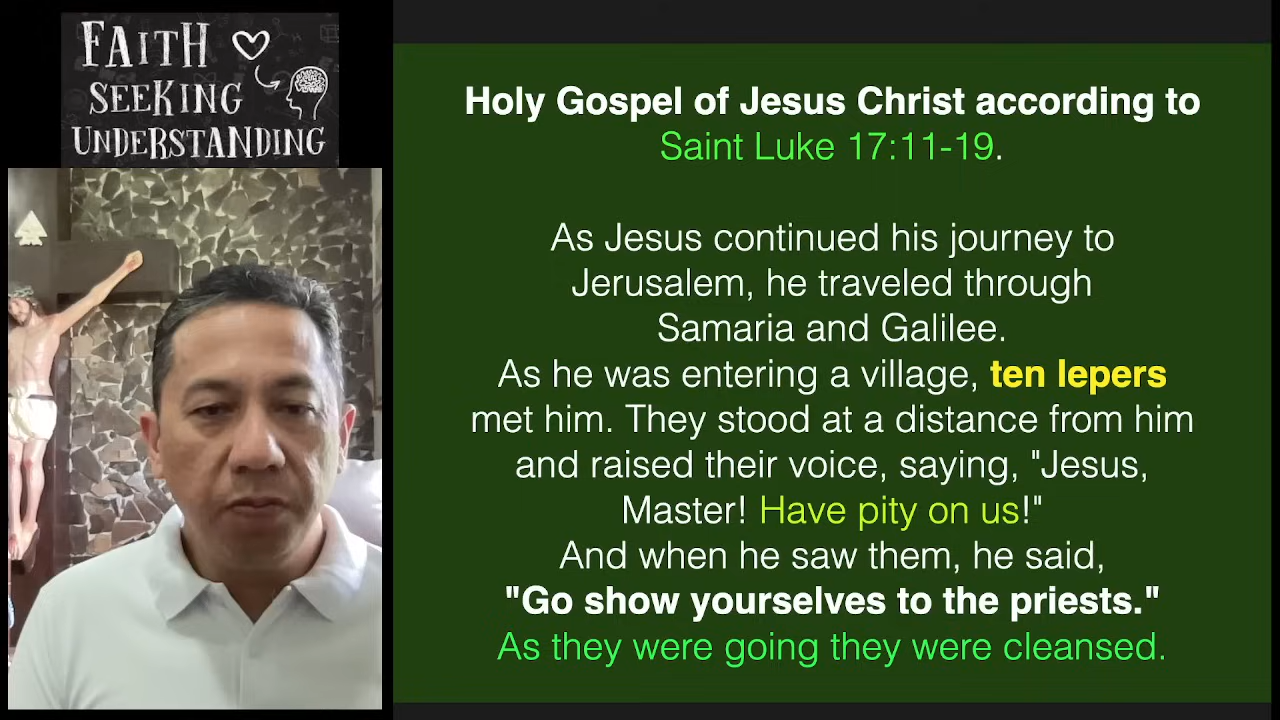 FAITH
SEEKING
UNDERSTANDING
Holy Gospel of Jesus Christ according to
Saint Luke 17:11-19.
As Jesus continued his journey to
Jerusalem, he traveled through
Samaria and Galilee.
As he was entering a village, ten lepers
met him. They stood at a distance from him
and raised their voice, saying, "Jesus,
Master! Have pity on us!"
And when he saw them, he said,
"Go show yourselves to the priests."
As they were going they were cleansed.